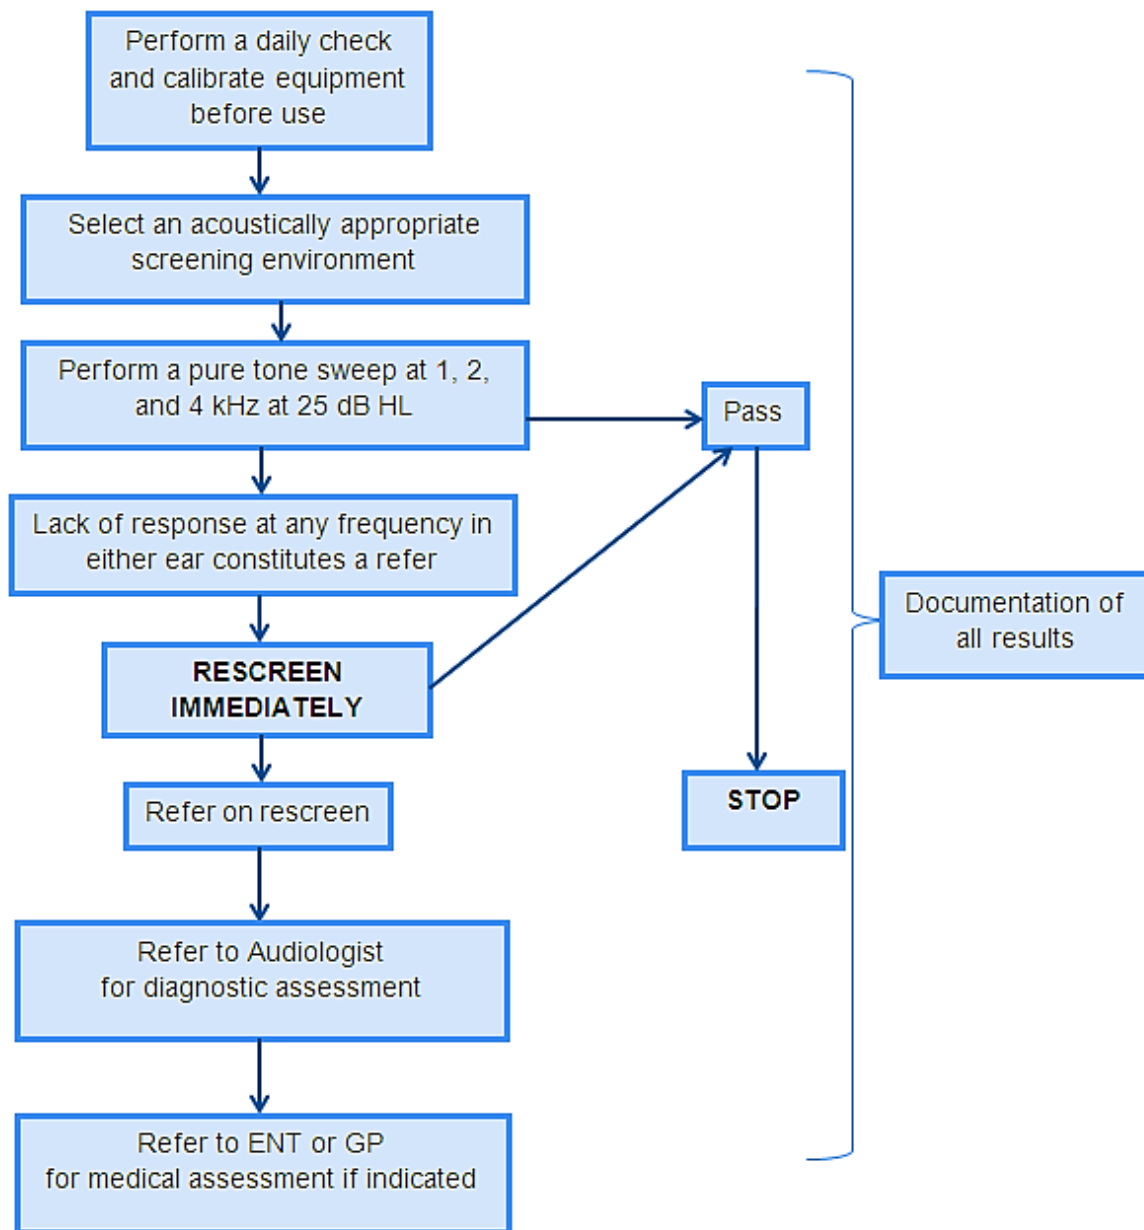 Perform a daily check
and calibrate equipment
before use
Select an acoustically appropriate
screening environment
Perform a pure tone sweep at 1, 2,
and 4 kHz at 25 dB HL
Pass
Lack of response at any frequency in
either ear constitutes a refer
Documentation of
all results
RESCREEN
IMMEDIATELY
Refer on rescreen
STOP
Refer to Audiologist
for diagnostic assessment
Refer to ENT or GP
for medical assessment if indicated